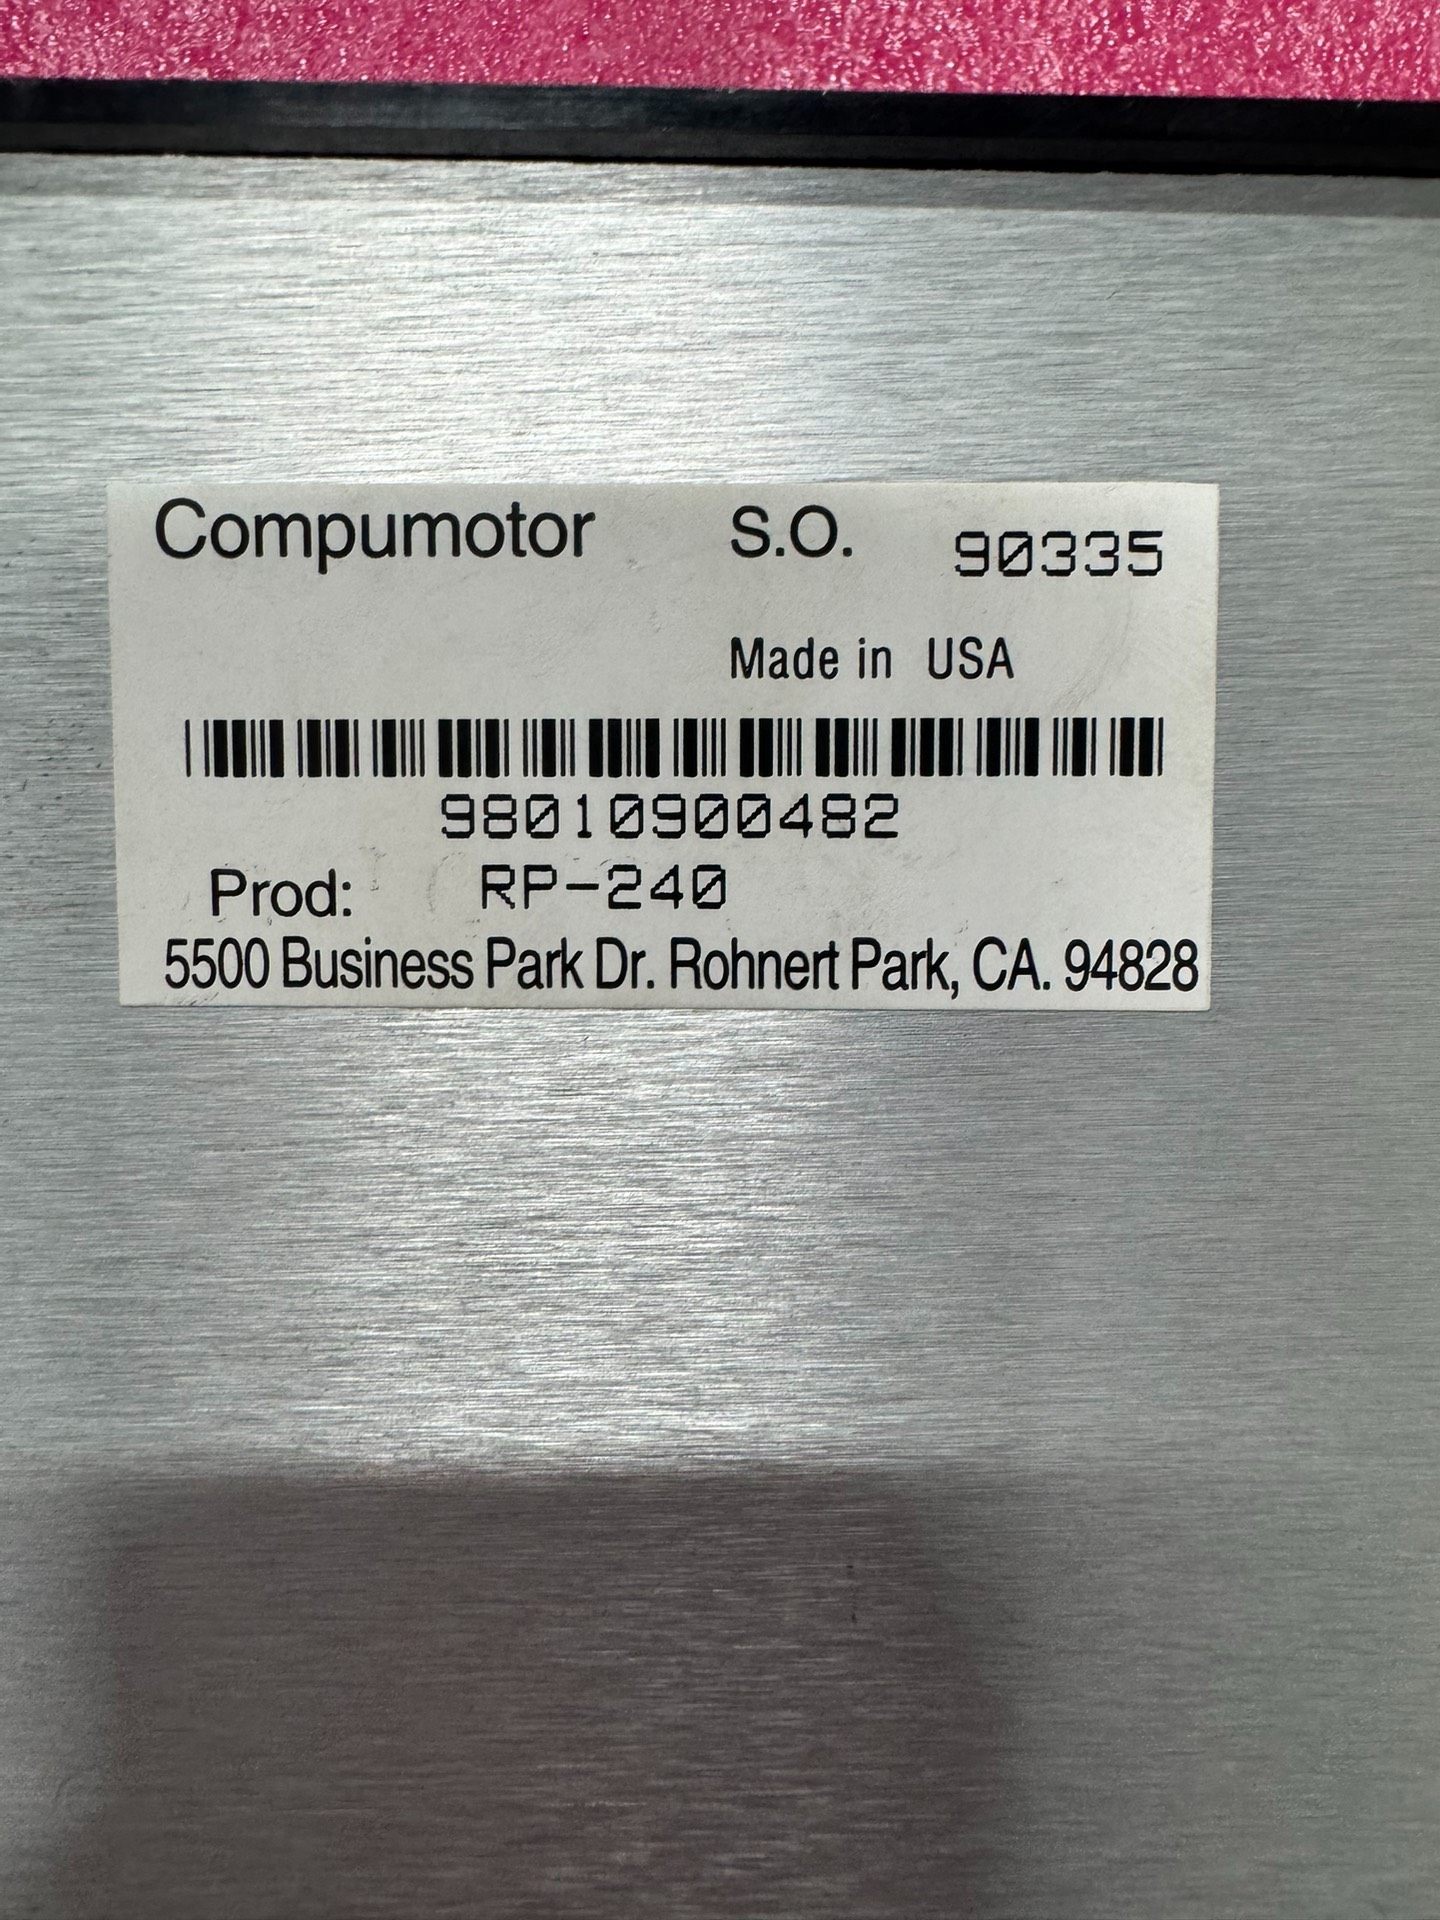 Compumotor S.O. 90335
Made in USA
98010900482
Prod: RP-240
5500 Business Park Dr. Rohnert Park, CA. 94828